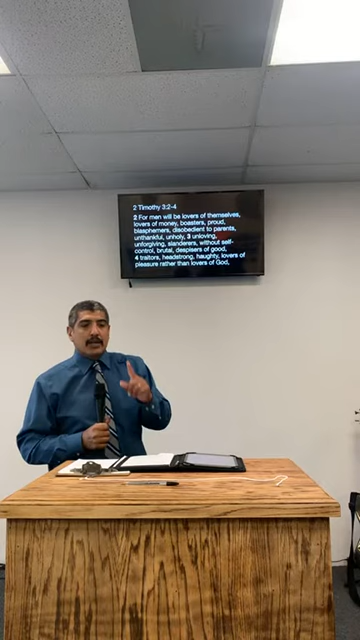 2 Timothy 3:2-4
2 For men will be lovers of themselves,
lovers of money, boasters, proud,
blasphemers, disobedient to parents,
unthankful, unholy, 3 unloving,
unforgiving, slanderers, without self-
control, brutal, despisers of good,
4 traitors, headstrong, haughty, lovers of
pleasure rather than lovers of God,